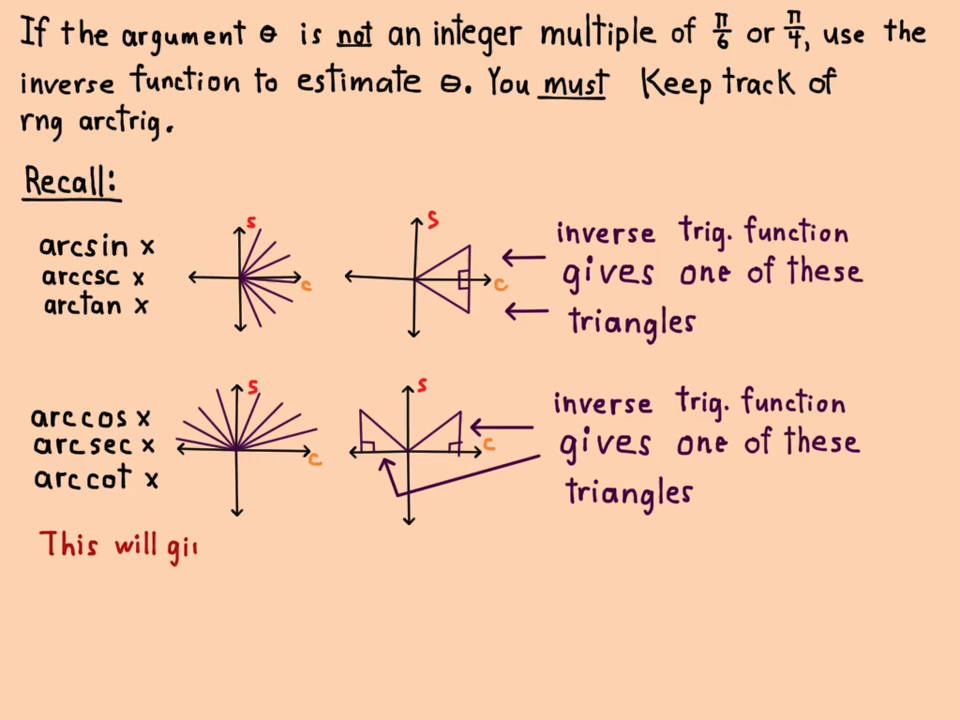 If the argument θ is not an integer multiple of π/6 or π/4, use the
inverse function to estimate θ. You must Keep track of
rng arctrig.
Recall:
arcsin x
arccsc x
arctan x
s
c
s
c
inverse trig. function
gives one of these
triangles
arccos x
arcsec x
arccot x
s
c
s
c
inverse trig. function
gives one of these
triangles
This will